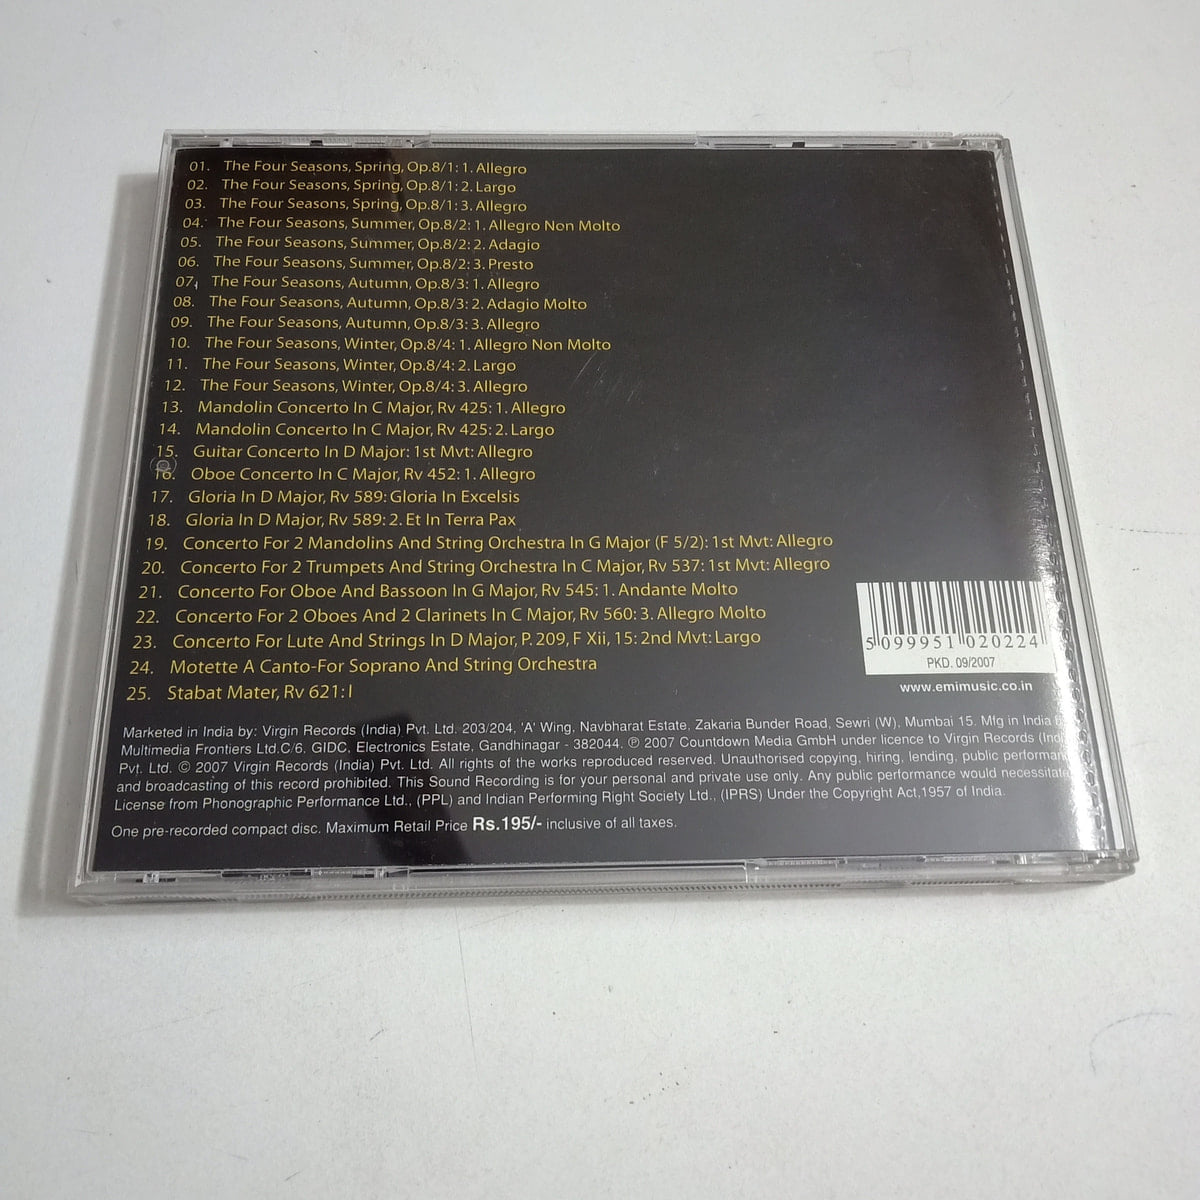 01. The Four Seasons, Spring, Op.8/1: 1. Allegro
02. The Four Seasons, Spring, Op.8/1: 2. Largo
03. The Four Seasons, Spring, Op.8/1: 3. Allegro
04. The Four Seasons, Summer, Op.8/2: 1. Allegro Non Molto
05. The Four Seasons, Summer, Op.8/2: 2. Adagio
06. The Four Seasons, Summer, Op.8/2: 3. Presto
07. The Four Seasons, Autumn, Op.8/3: 1. Allegro
08. The Four Seasons, Autumn, Op.8/3: 2. Adagio Molto
09. The Four Seasons, Autumn, Op.8/3: 3. Allegro
10. The Four Seasons, Winter, Op.8/4: 1. Allegro Non Molto
11. The Four Seasons, Winter, Op.8/4: 2. Largo
12. The Four Seasons, Winter, Op.8/4: 3. Allegro
13. Mandolin Concerto In C Major, Rv 425: 1. Allegro
14. Mandolin Concerto In C Major, Rv 425: 2. Largo
15. Guitar Concerto In D Major: 1st Mvt: Allegro
16. Oboe Concerto In C Major, Rv 452: 1. Allegro
17. Gloria In D Major, Rv 589: Gloria In Excelsis
18. Gloria In D Major, Rv 589: 2. Et In Terra Pax
19. Concerto For 2 Mandolins And String Orchestra In G Major (F 5/2): 1st Mvt: Allegro
20. Concerto For 2 Trumpets And String Orchestra In C Major, Rv 537: 1st Mvt: Allegro
21. Concerto For Oboe And Bassoon In G Major, Rv 545: 1. Andante Molto
22. Concerto For 2 Oboes And 2 Clarinets In C Major, Rv 560: 3. Allegro Molto
23. Concerto For Lute And Strings In D Major, P. 209, F Xii, 15: 2nd Mvt: Largo
24. Motette A Canto-For Soprano And String Orchestra
25. Stabat Mater, Rv 621: I
5 099951 020224
PKD. 09/2007
www.emimusic.co.in
Marketed in India by: Virgin Records (India) Pvt. Ltd. 203/204, 'A' Wing, Navbharat Estate, Zakaria Bunder Road, Sewri (W), Mumbai 15. Mfg in India
Multimedia Frontiers Ltd.C/6, GIDC, Electronics Estate, Gandhinagar - 382044. ℗ 2007 Countdown Media GmbH under licence to Virgin Records
Pvt. Ltd. © 2007 Virgin Records (India) Pvt. Ltd. All rights of the works reproduced reserved. Unauthorised copying, hiring, lending, public
and broadcasting of this record prohibited. This Sound Recording is for your personal and private use only. Any public performance would necessitate
License from Phonographic Performance Ltd., (PPL) and Indian Performing Right Society Ltd., (IPRS) Under the Copyright Act,1957 of India.
One pre-recorded compact disc. Maximum Retail Price Rs.195/- inclusive of all taxes.